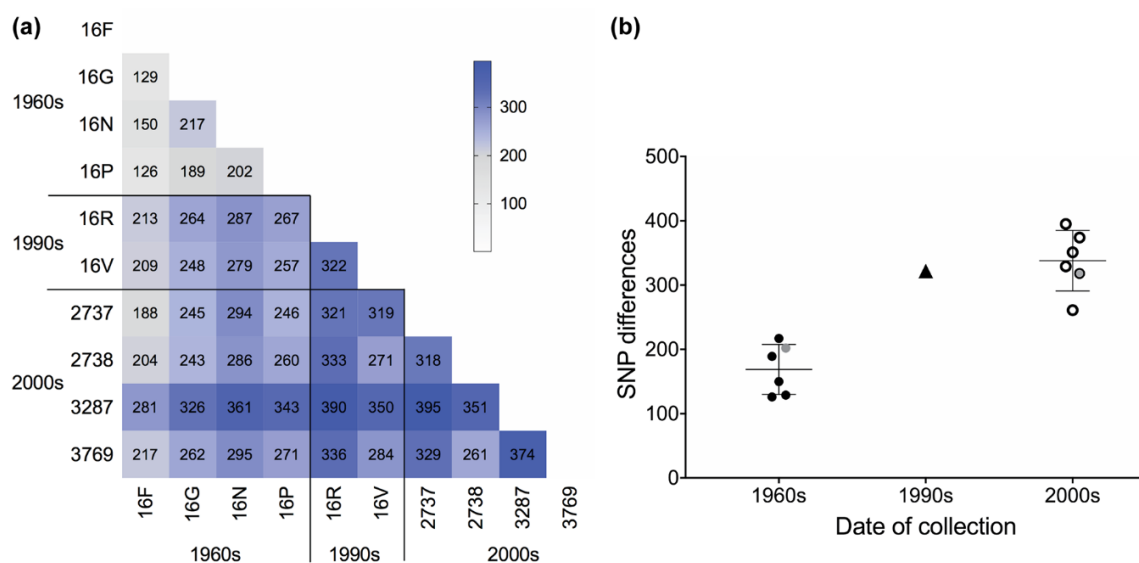 (a)
16F
16G
129
1960s
16N
150 217
16P
126 189 202
16R
213 264 287 267
1990s
16V
209 248 279 257 322
2737
188 245 294 246 321 319
2738
204 243 286 260 333 271 318
2000s
3287
281 326 361 343 390 350 395 351
3769
217 262 295 271 336 284 329 261 374
16F 16G 16N 16P 16R 16V 2737 2738 3287 3769
1960s 1990s 2000s
300
200
100
(b)
SNP differences
500
400
300
200
100
0
1960s 1990s 2000s
Date of collection